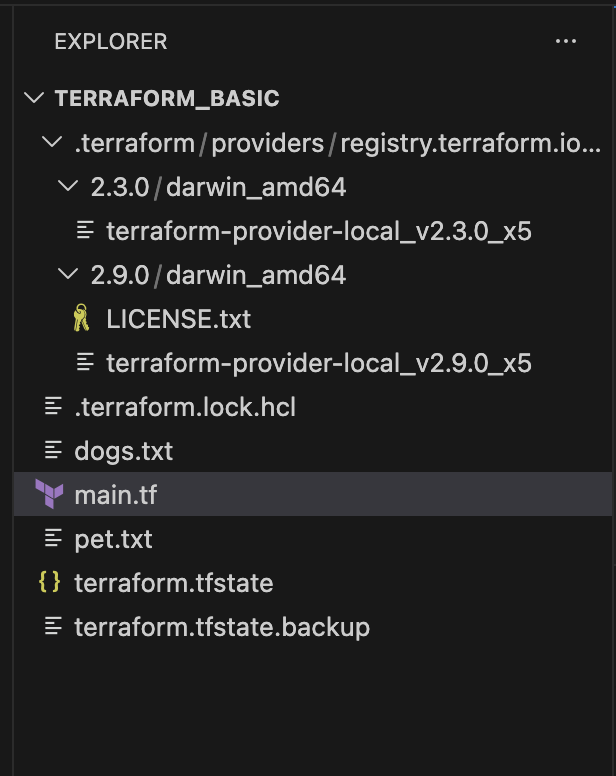 EXPLORER
TERRAFORM_BASIC
.terraform/providers/registry.terraform.io...
2.3.0/darwin_amd64
terraform-provider-local_v2.3.0_x5
2.9.0/darwin_amd64
LICENSE.txt
terraform-provider-local_v2.9.0_x5
.terraform.lock.hcl
dogs.txt
main.tf
pet.txt
terraform.tfstate
terraform.tfstate.backup